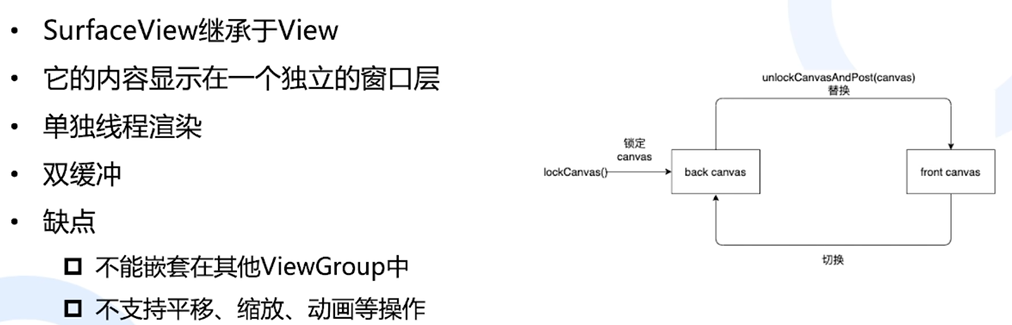 • SurfaceView继承于View
• 它的内容显示在一个独立的窗口层
• 单独线程渲染
• 双缓冲
• 缺点
不能嵌套在其他ViewGroup中
不支持平移、缩放、动画等操作
unlockCanvasAndPost(canvas)
替换
锁定
canvas
lockCanvas()
back canvas
front canvas
切换